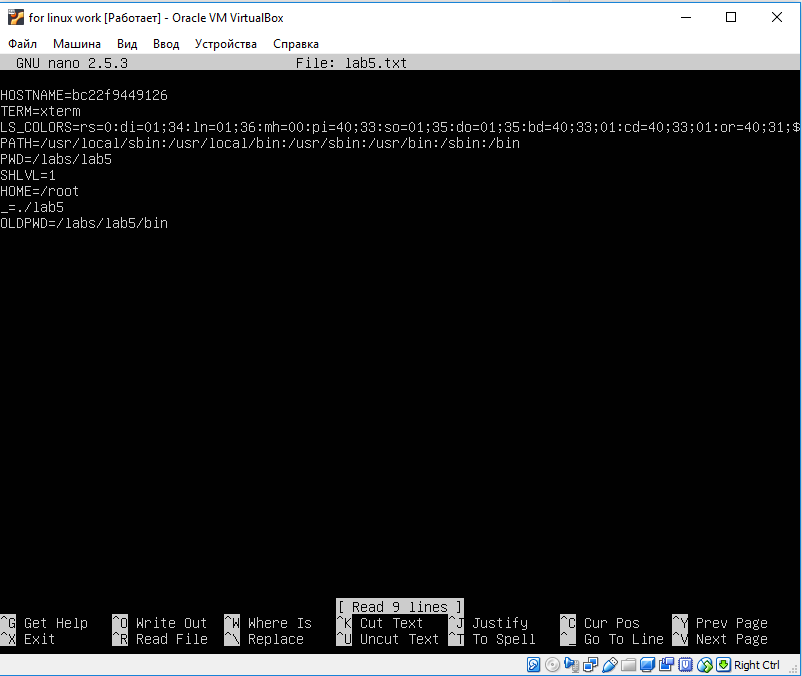 for linux work [Работает] - Oracle VM VirtualBox
Файл Машина Вид Ввод Устройства Справка
GNU nano 2.5.3 File: lab5.txt
HOSTNAME=bc22f9449126
TERM=xterm
LS_COLORS=rs=0:di=01;34:ln=01;36:mh=00:pi=40;33:so=01;35:do=01;35:bd=40;33;01:cd=40;33;01:or=40;31;$
PATH=/usr/local/sbin:/usr/local/bin:/usr/sbin:/usr/bin:/sbin:/bin
PWD=/labs/lab5
SHLVL=1
HOME=/root
_=./lab5
OLDPWD=/labs/lab5/bin
[ Read 9 lines ]
^G Get Help ^O Write Out ^W Where Is ^K Cut Text ^J Justify ^C Cur Pos ^Y Prev Page
^X Exit ^R Read File ^\ Replace ^U Uncut Text ^T To Spell ^_ Go To Line ^V Next Page
Right Ctrl